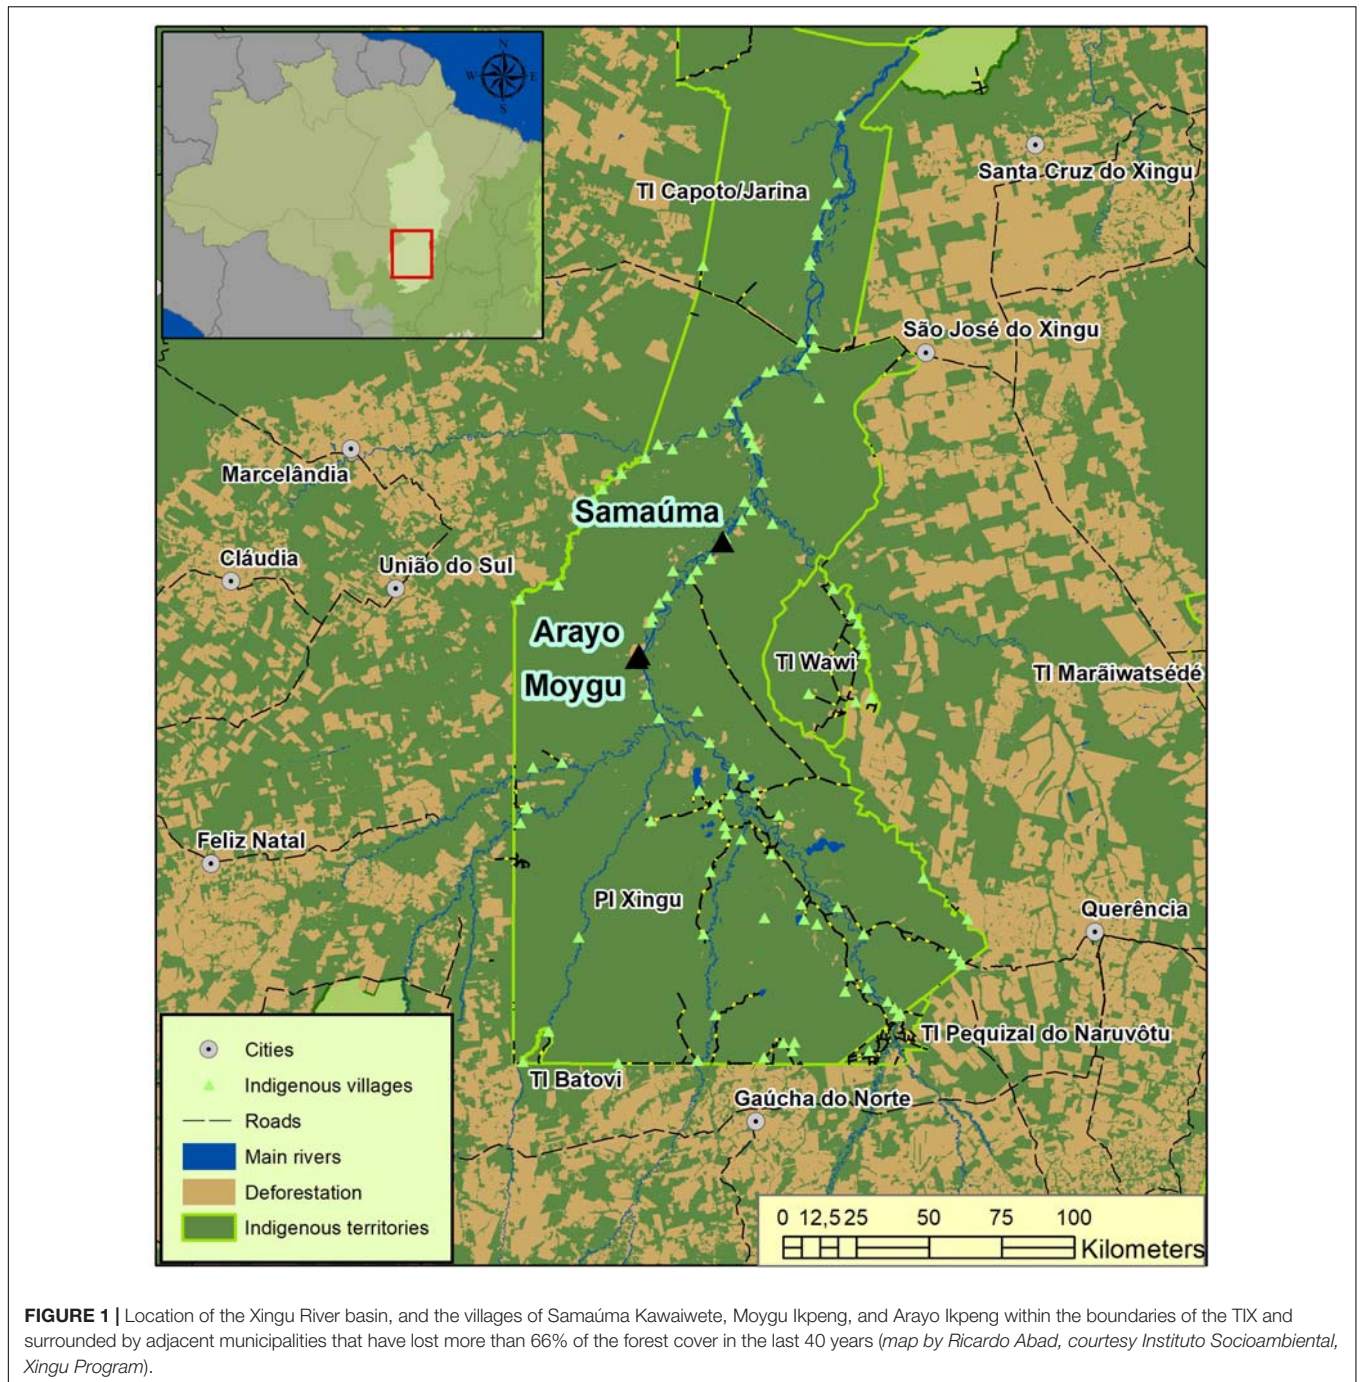 N
W E
S
TI Capoto/Jarina
Santa Cruz do Xingu
São José do Xingu
Marcelândia
Samaúma
Cláudia
União do Sul
Arayo
Moygu
TI Wawi
TI Marãiwatsédé
Feliz Natal
PI Xingu
Querência
TI Pequizal do Naruvôtu
TI Batovi
Gaúcha do Norte
Cities
Indigenous villages
Roads
Main rivers
Deforestation
Indigenous territories
0 12,5 25 50 75 100
Kilometers
FIGURE 1 | Location of the Xingu River basin, and the villages of Samaúma Kawaiwete, Moygu Ikpeng, and Arayo Ikpeng within the boundaries of the TIX and
surrounded by adjacent municipalities that have lost more than 66% of the forest cover in the last 40 years (map by Ricardo Abad, courtesy Instituto Socioambiental,
Xingu Program).